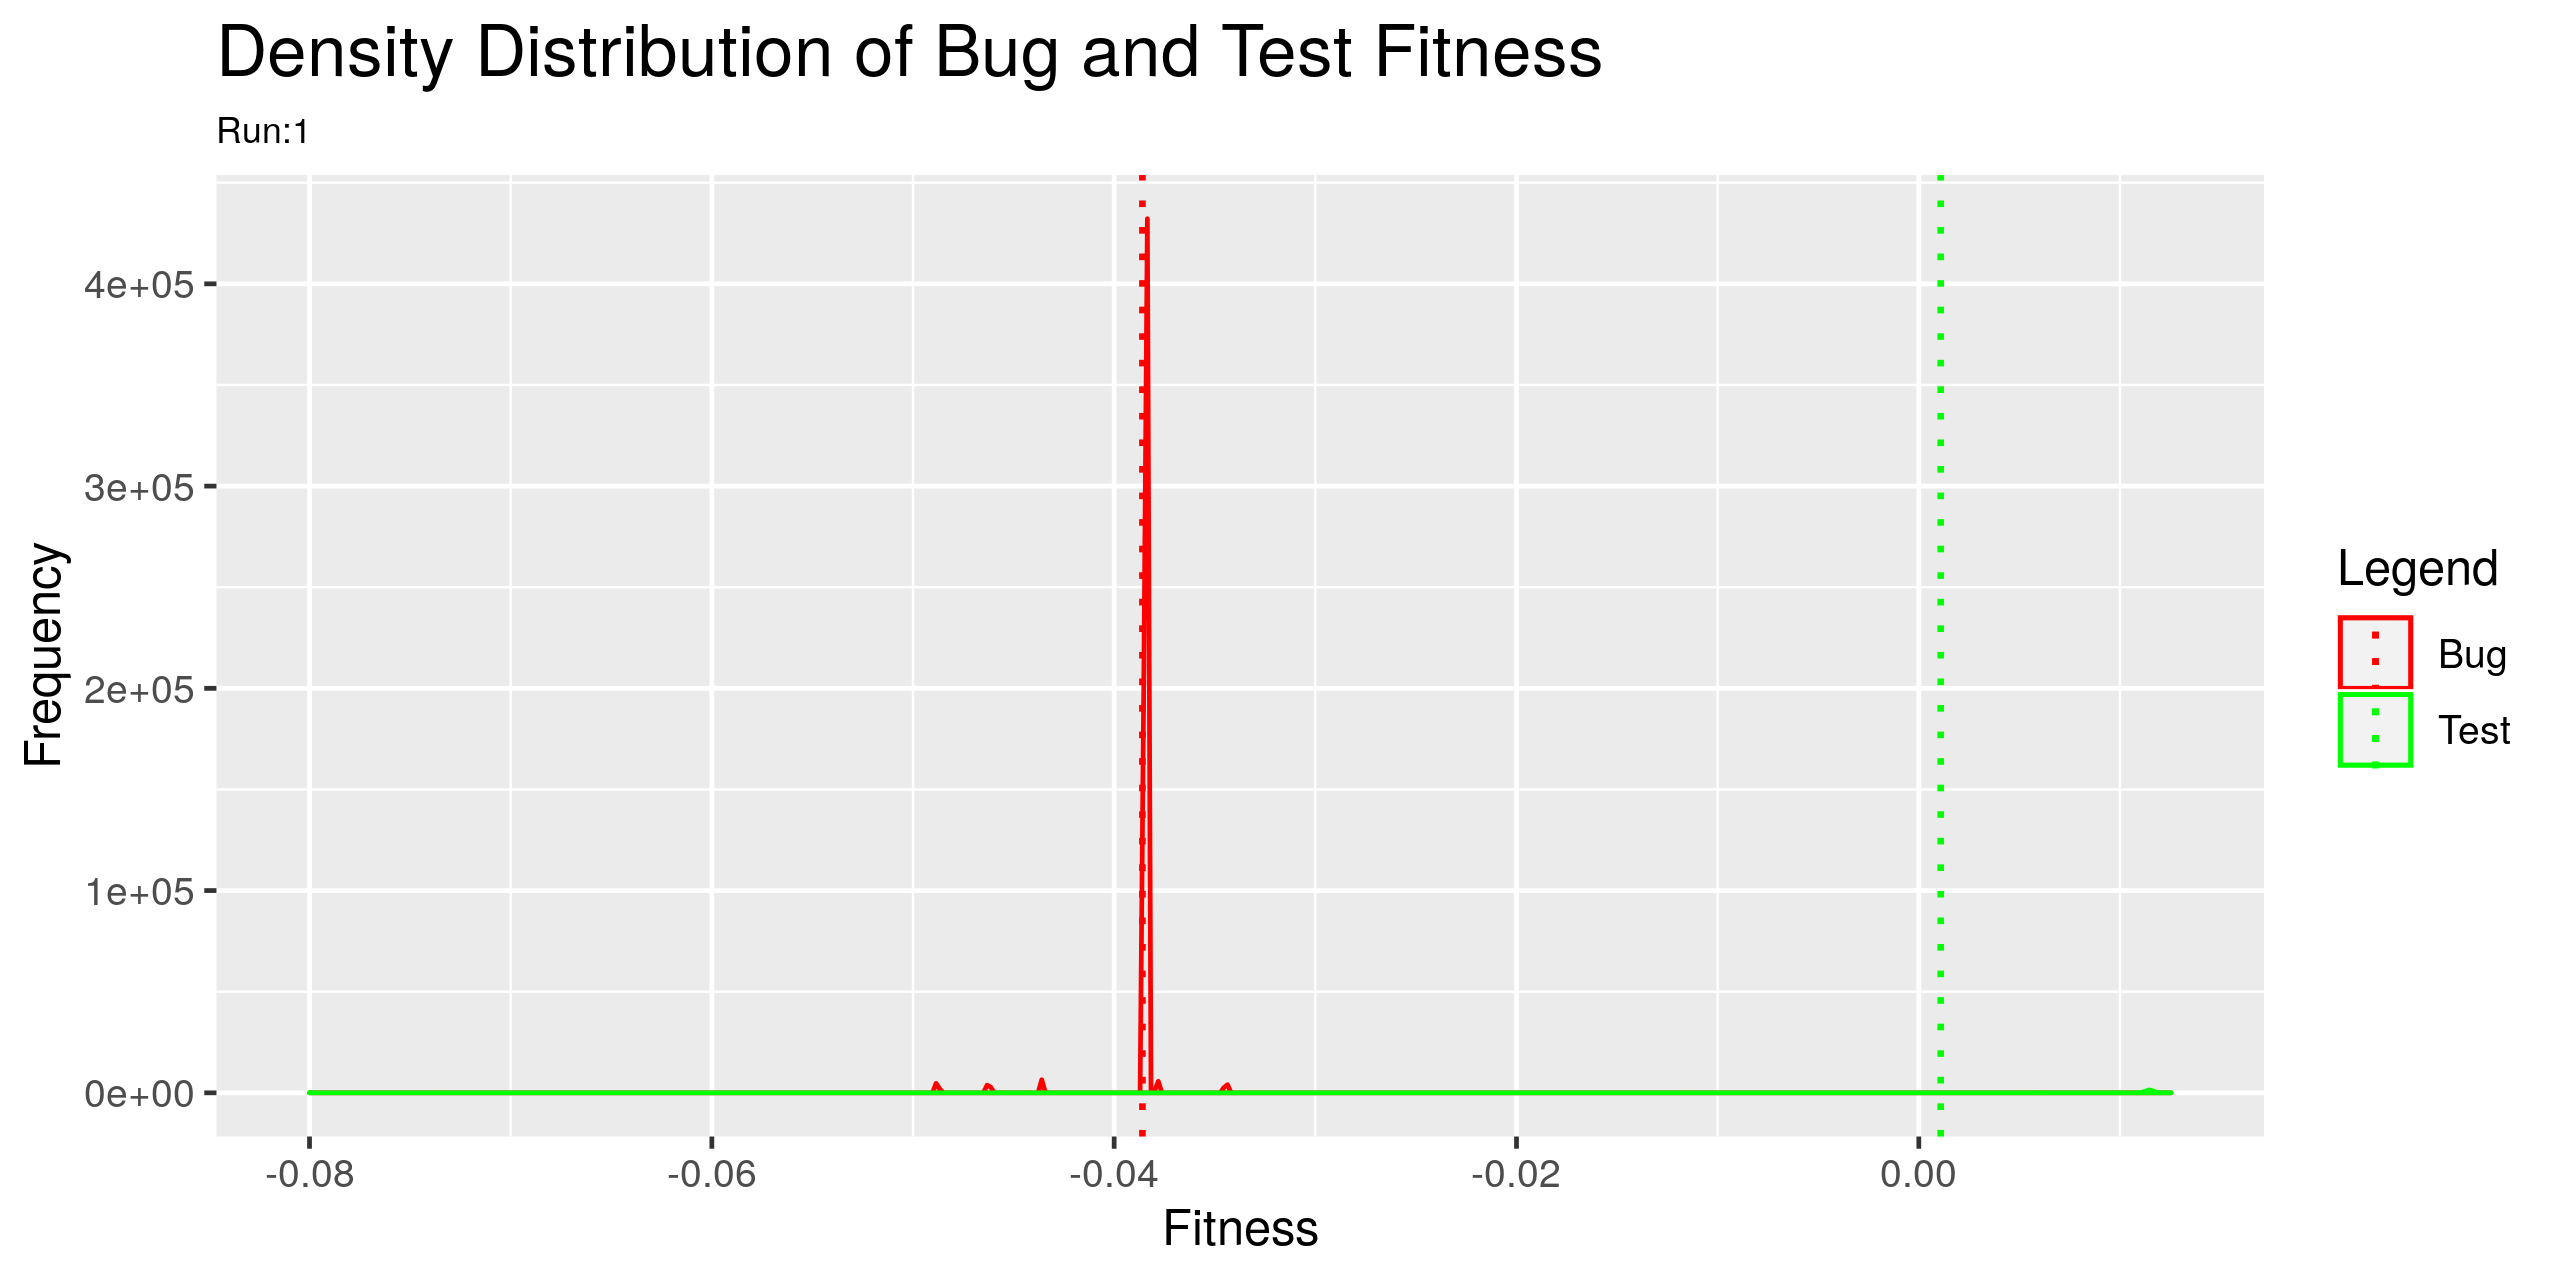 Density Distribution of Bug and Test Fitness
Run:1
4e+05
3e+05
2e+05
1e+05
0e+00
Frequency
-0.08
-0.06
-0.04
-0.02
0.00
Fitness
Legend
Bug
Test